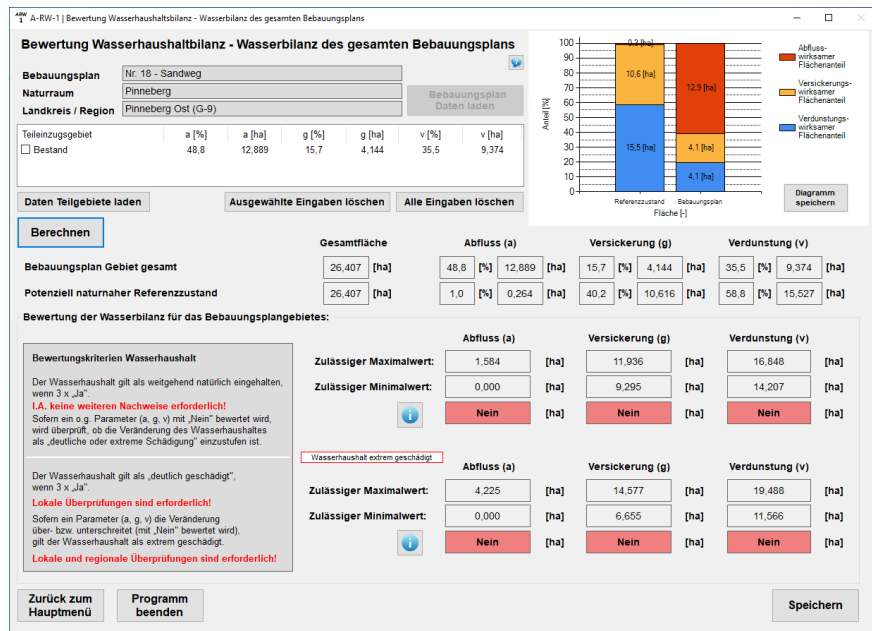 A-RW-1 | Bewertung Wasserhaushaltsbilanz - Wasserbilanz des gesamten Bebauungsplans
Bewertung Wasserhaushaltbilanz - Wasserbilanz des gesamten Bebauungsplans
Bebauungsplan Nr. 18 - Sandweg
Naturraum Pinneberg
Landkreis / Region Pinneberg Ost (G-9)
Bebauungsplan
Daten laden
Teileinzugsgebiet a [%] a [ha] g [%] g [ha] v [%] v [ha]
Bestand 48,8 12,889 15,7 4,144 35,5 9,374
Daten Teilgebiete laden Ausgewählte Eingaben löschen Alle Eingaben löschen
Anteil [%]
100
90
80
70
60
50
40
30
20
10
0
0,3 [ha]
10,6 [ha]
15,5 [ha]
12,9 [ha]
4,1 [ha]
4,1 [ha]
Referenzzustand Bebauungsplan
Fläche [-]
Abfluss-
wirksamer
Flächenanteil
Versickerungs-
wirksamer
Flächenanteil
Verdunstungs-
wirksamer
Flächenanteil
Diagramm
speichern
Berechnen
Gesamtfläche Abfluss (a) Versickerung (g) Verdunstung (v)
Bebauungsplan Gebiet gesamt 26,407 [ha] 48,8 [%] 12,889 [ha] 15,7 [%] 4,144 [ha] 35,5 [%] 9,374 [ha]
Potenziell naturnaher Referenzzustand 26,407 [ha] 1,0 [%] 0,264 [ha] 40,2 [%] 10,616 [ha] 58,8 [%] 15,527 [ha]
Bewertung der Wasserbilanz für das Bebauungsplangebietes:
Bewertungskriterien Wasserhaushalt
Der Wasserhaushalt gilt als weitgehend natürlich eingehalten,
wenn 3 x „Ja".
I.A. keine weiteren Nachweise erforderlich!
Sofern ein o.g. Parameter (a, g, v) mit „Nein" bewertet wird,
wird überprüft, ob die Veränderung des Wasserhaushaltes
als „deutliche oder extreme Schädigung" einzustufen ist.
Der Wasserhaushalt gilt als „deutlich geschädigt",
wenn 3 x „Ja".
Lokale Überprüfungen sind erforderlich!
Sofern ein Parameter (a, g, v) die Veränderung
über- bzw. unterschreitet (mit „Nein" bewertet wird),
gilt der Wasserhaushalt als extrem geschädigt.
Lokale und regionale Überprüfungen sind erforderlich!
Abfluss (a) Versickerung (g) Verdunstung (v)
Zulässiger Maximalwert: 1,584 [ha] 11,936 [ha] 16,848 [ha]
Zulässiger Minimalwert: 0,000 [ha] 9,295 [ha] 14,207 [ha]
Nein [ha] Nein [ha] Nein [ha]
Wasserhaushalt extrem geschädigt
Abfluss (a) Versickerung (g) Verdunstung (v)
Zulässiger Maximalwert: 4,225 [ha] 14,577 [ha] 19,488 [ha]
Zulässiger Minimalwert: 0,000 [ha] 6,655 [ha] 11,566 [ha]
Nein [ha] Nein [ha] Nein [ha]
Zurück zum
Hauptmenü
Programm
beenden
Speichern